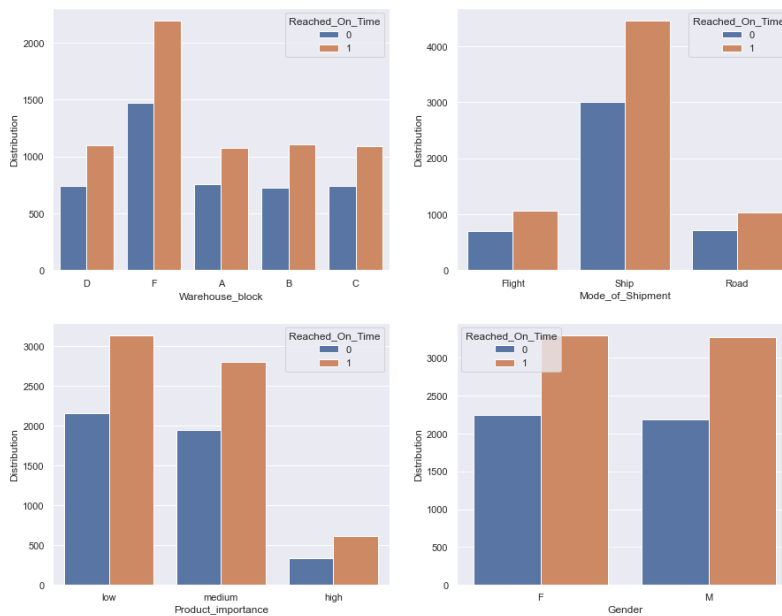 Reached_On_Time
0
1
2000
1500
1000
500
0
Distribution
D F A B C
Warehouse_block
Reached_On_Time
0
1
4000
3000
2000
1000
0
Distribution
Flight Ship Road
Mode_of_Shipment
Reached_On_Time
0
1
3000
2500
2000
1500
1000
500
0
Distribution
low medium high
Product_importance
Reached_On_Time
0
1
3000
2500
2000
1500
1000
500
0
Distribution
F M
Gender